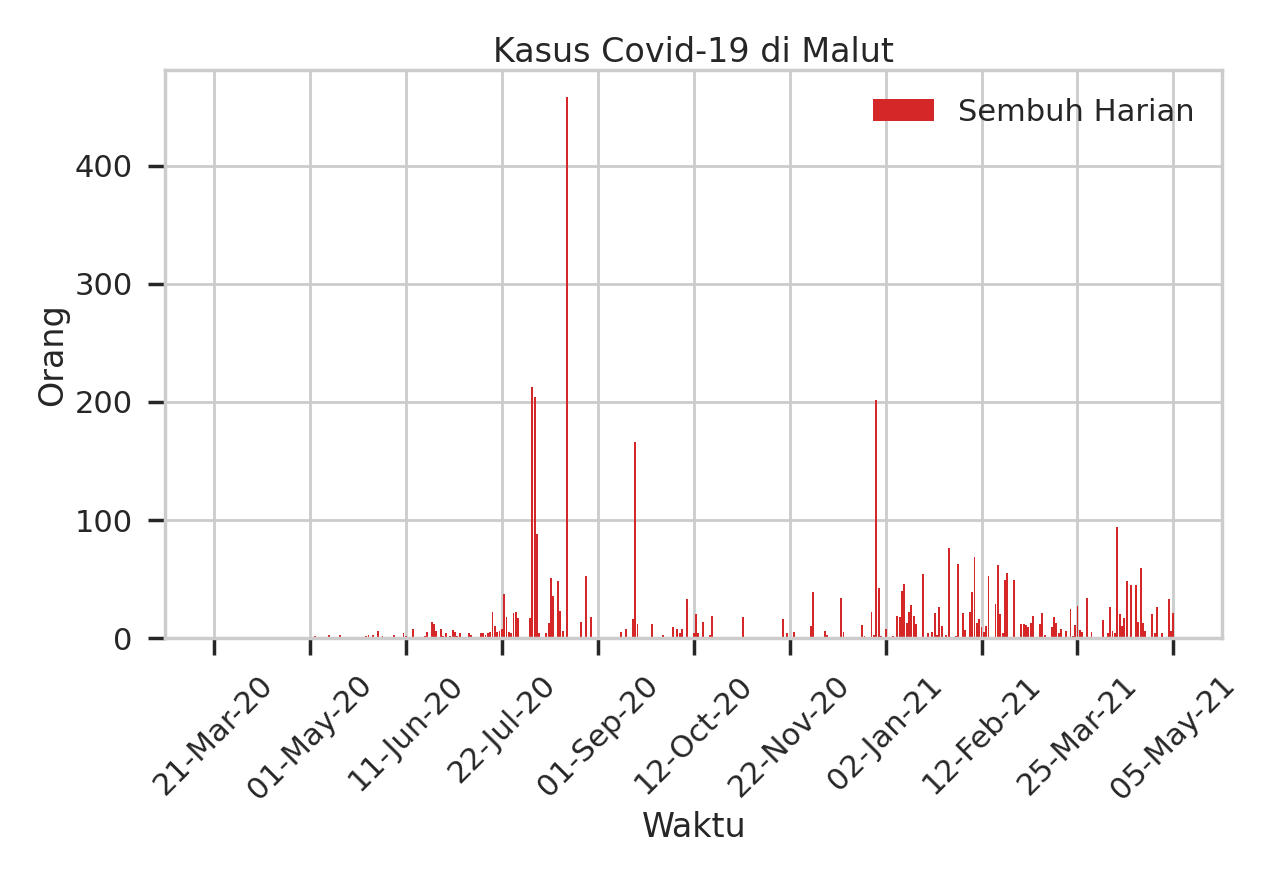 Kasus Covid-19 di Malut
Sembuh Harian
Orang
400
300
200
100
0
21-Mar-20
01-May-20
11-Jun-20
22-Jul-20
01-Sep-20
12-Oct-20
22-Nov-20
02-Jan-21
12-Feb-21
25-Mar-21
05-May-21
Waktu